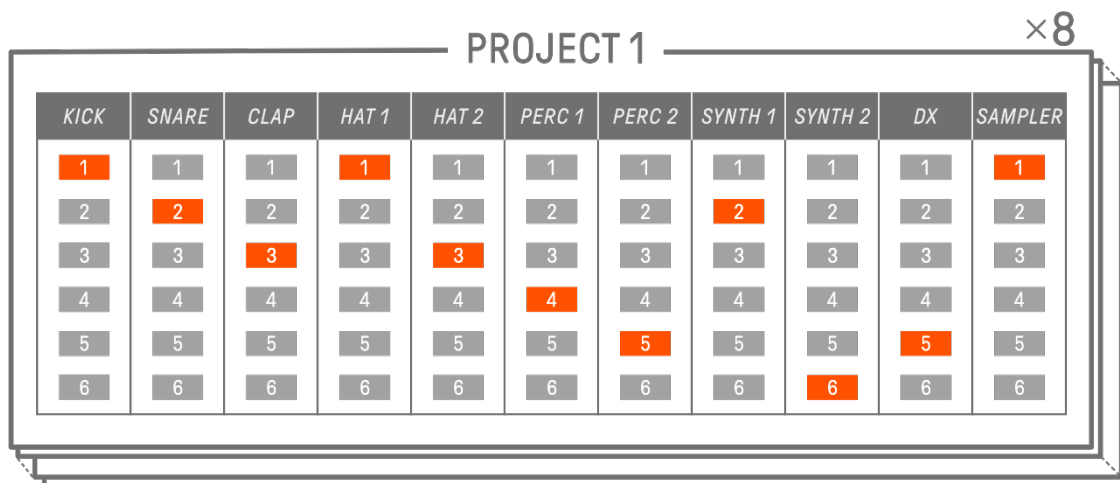 ×8
PROJECT 1
KICK SNARE CLAP HAT 1 HAT 2 PERC 1 PERC 2 SYNTH 1 SYNTH 2 DX SAMPLER
1 1 1 1 1 1 1 1 1 1 1
2 2 2 2 2 2 2 2 2 2 2
3 3 3 3 3 3 3 3 3 3 3
4 4 4 4 4 4 4 4 4 4 4
5 5 5 5 5 5 5 5 5 5 5
6 6 6 6 6 6 6 6 6 6 6